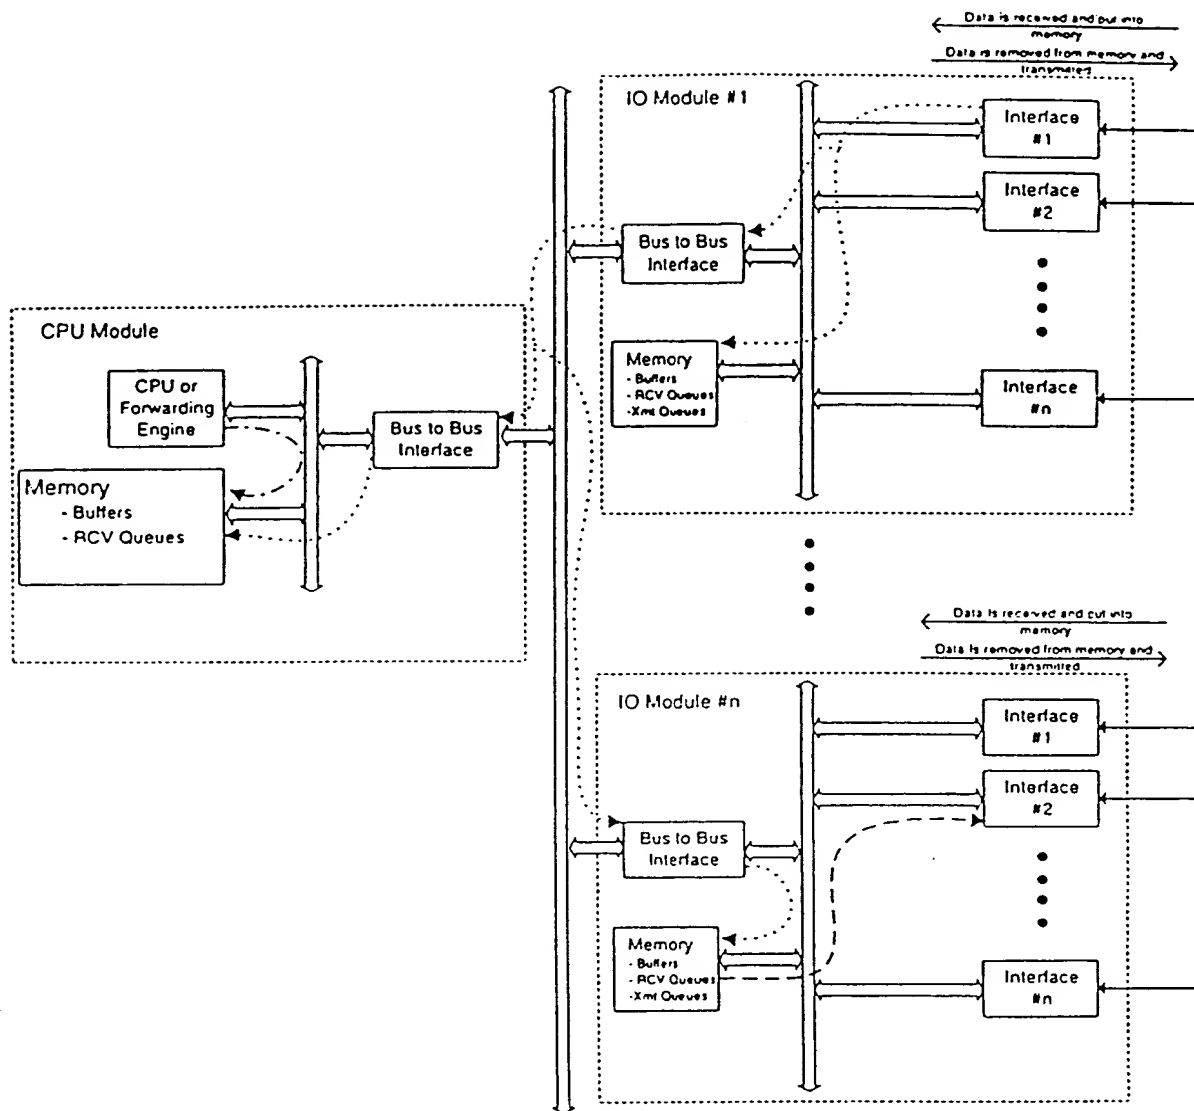 Data is received and put into
memory
Data is removed from memory and
transmitted
IO Module #1
Interface
#1
Interface
#2
Bus to Bus
Interface
Memory
- Buffers
- RCV Queues
-Xmt Queues
Interface
#n
CPU Module
CPU or
Forwarding
Engine
Bus to Bus
Interface
Memory
- Buffers
- RCV Queues
Data is received and put into
memory
Data is removed from memory and
transmitted
IO Module #n
Interface
#1
Interface
#2
Bus to Bus
Interface
Memory
- Buffers
- RCV Queues
-Xmt Queues
Interface
#n